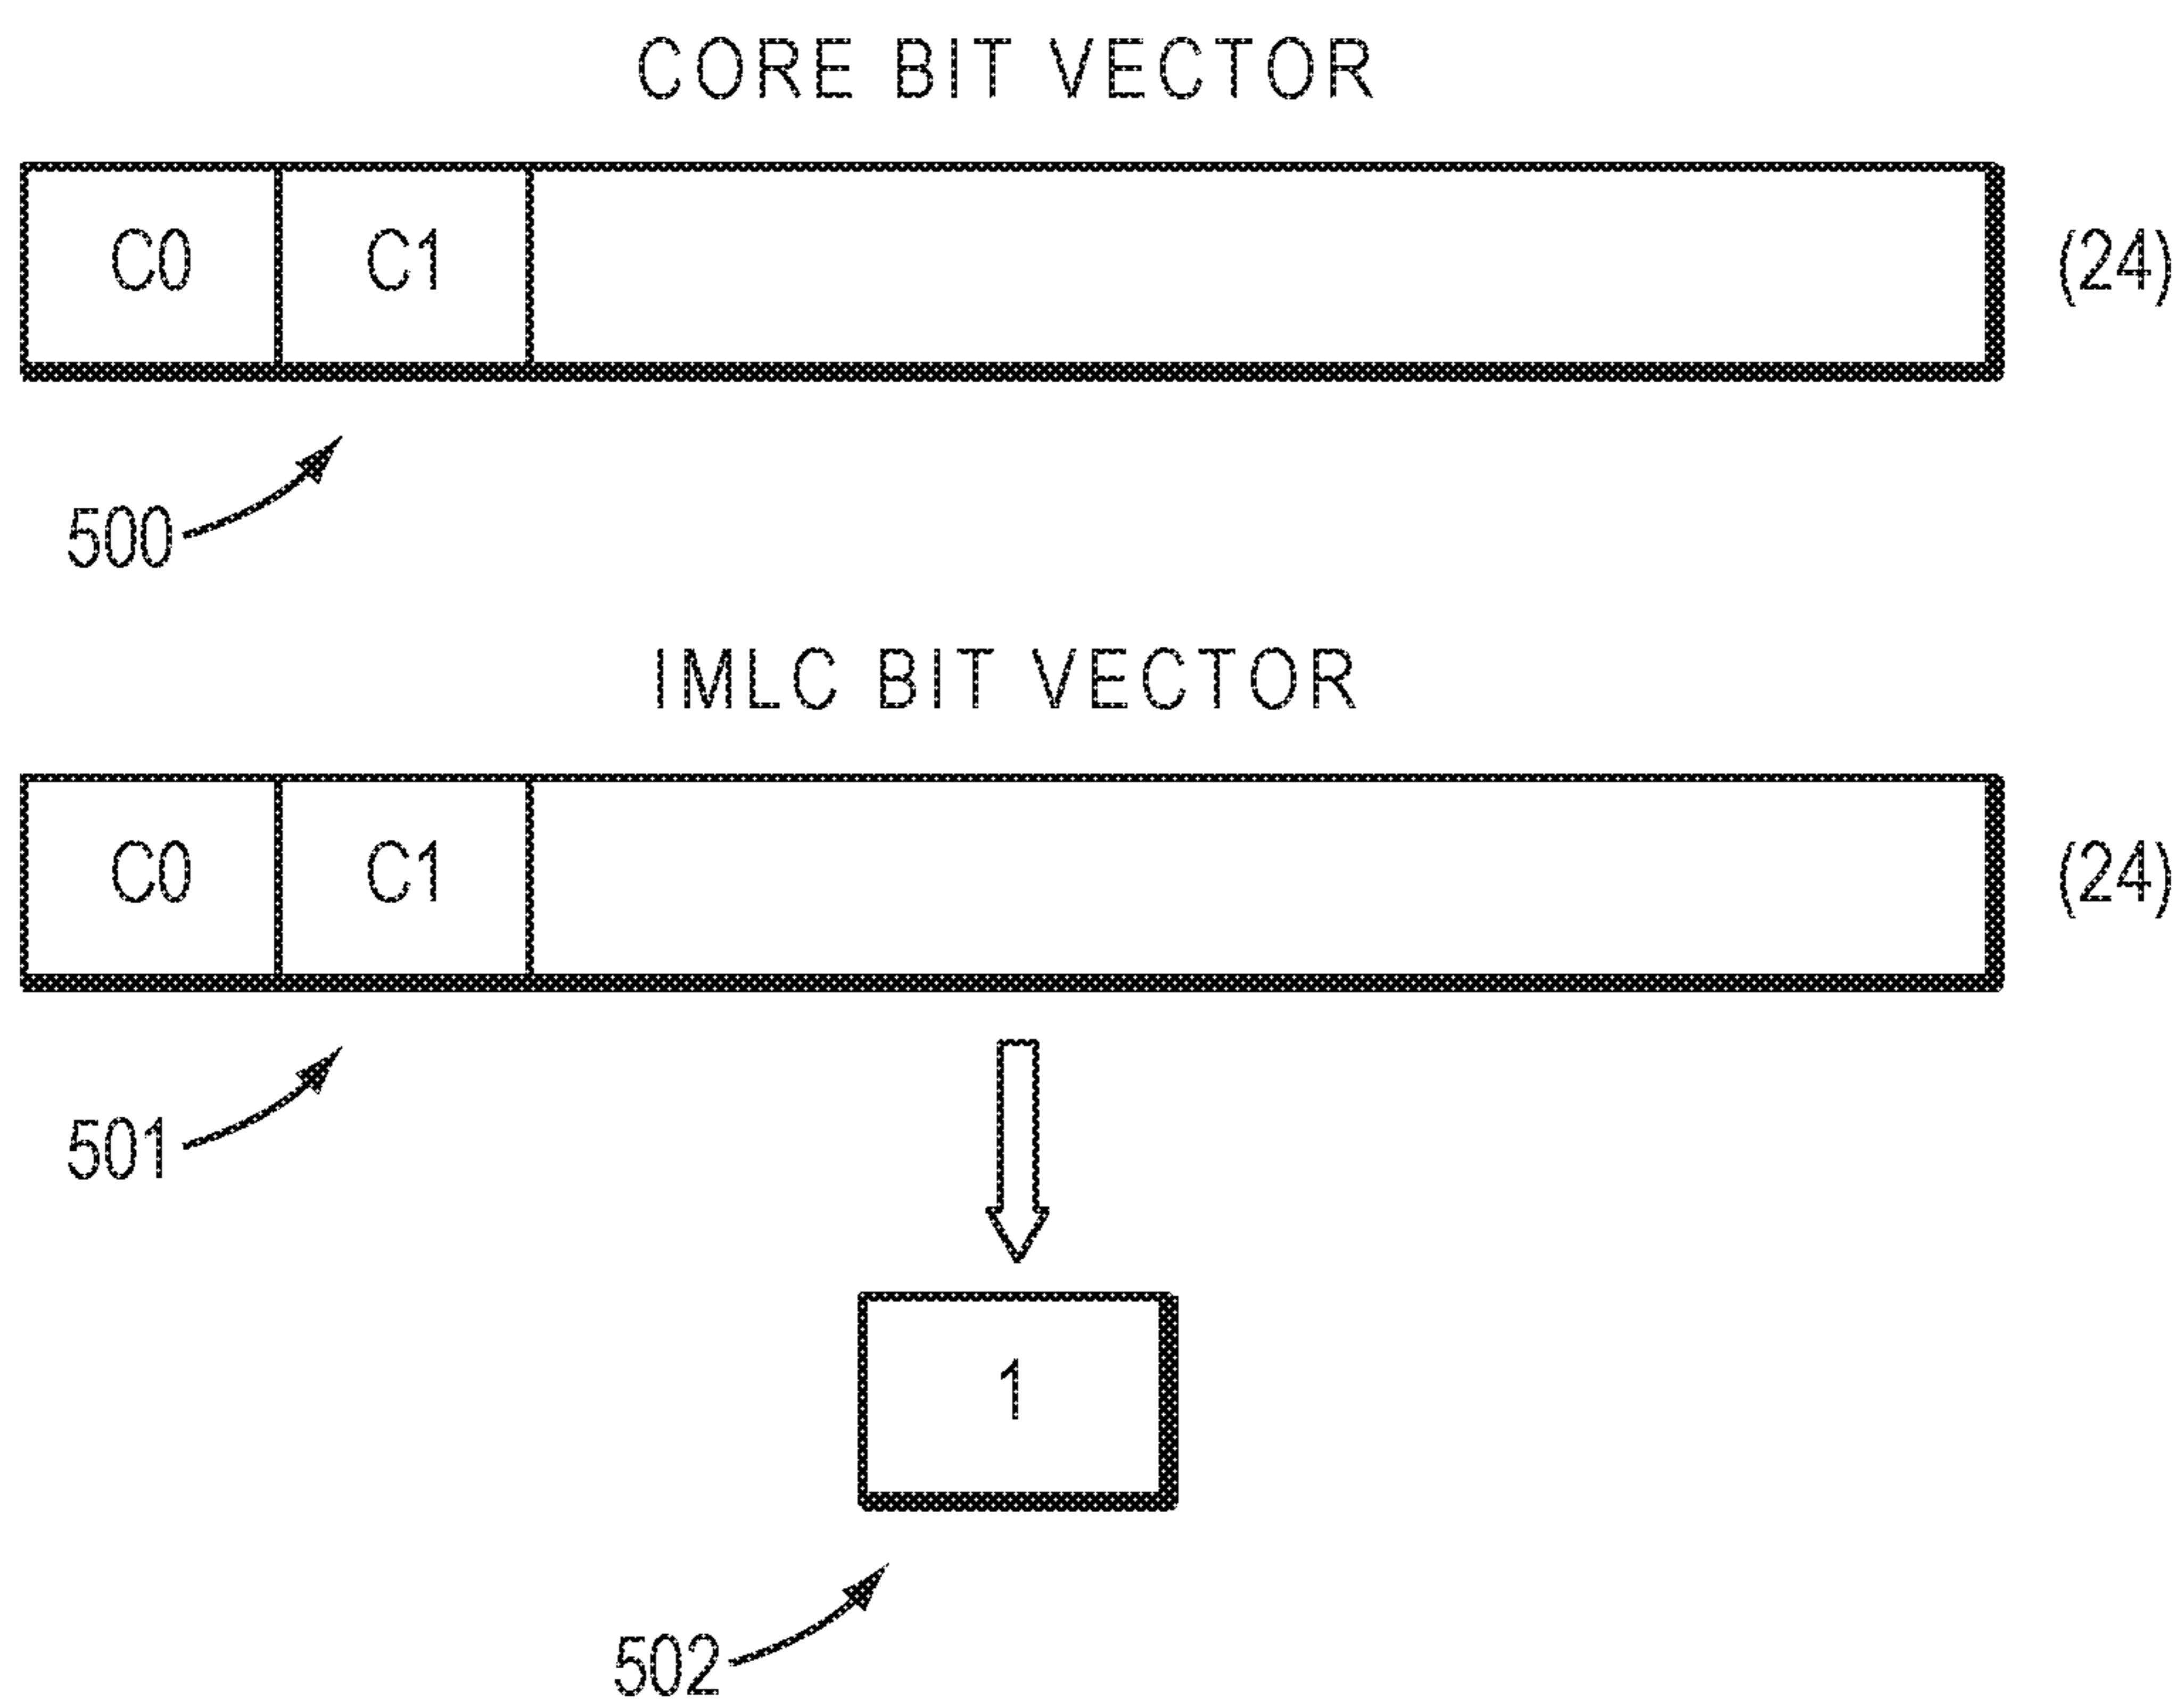 CORE BIT VECTOR
C0 C1 (24)
500
IMLC BIT VECTOR
C0 C1 (24)
501
1
502